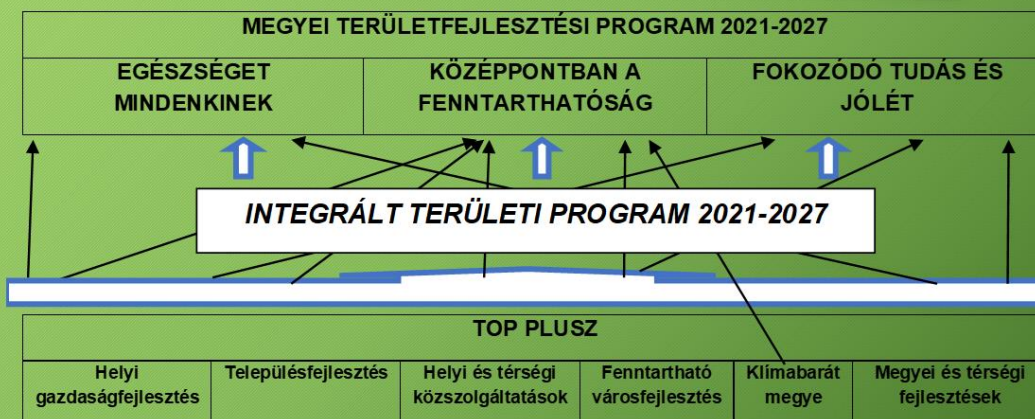 MEGYEI TERÜLETFEJLESZTÉSI PROGRAM 2021-2027
EGÉSZSÉGET
MINDENKINEK
KÖZÉPPONTBAN A
FENNTARTHATÓSÁG
FOKOZÓDÓ TUDÁS ÉS
JÓLÉT
INTEGRÁLT TERÜLETI PROGRAM 2021-2027
TOP PLUSZ
Helyi
gazdaságfejlesztés
Településfejlesztés
Helyi és térségi
közszolgáltatások
Fenntartható
városfejlesztés
Klímabarát
megye
Megyei és térségi
fejlesztések